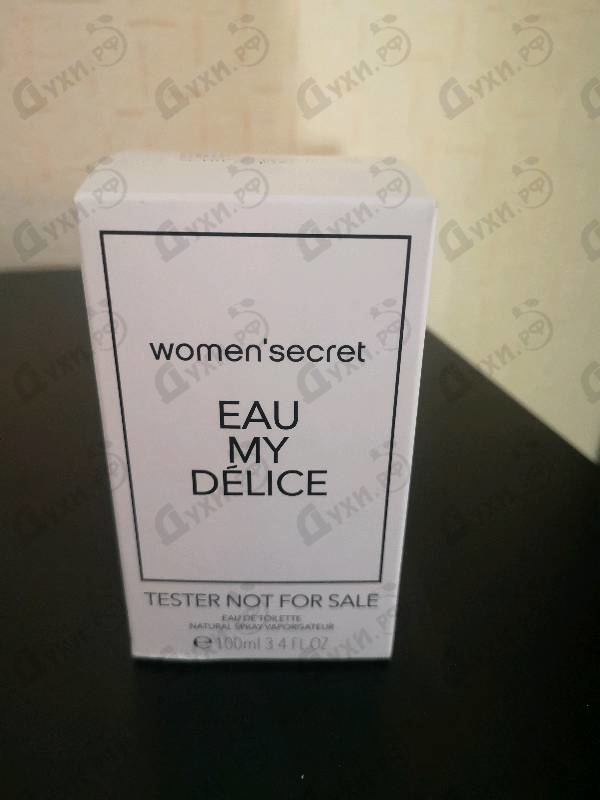 women'secret
EAU
MY
DÉLICE
TESTER NOT FOR SALE
EAU DE TOILETTE
NATURAL SPRAY VAPORISATEUR
℮ 100ml 3.4 FL.OZ
Духи.рф